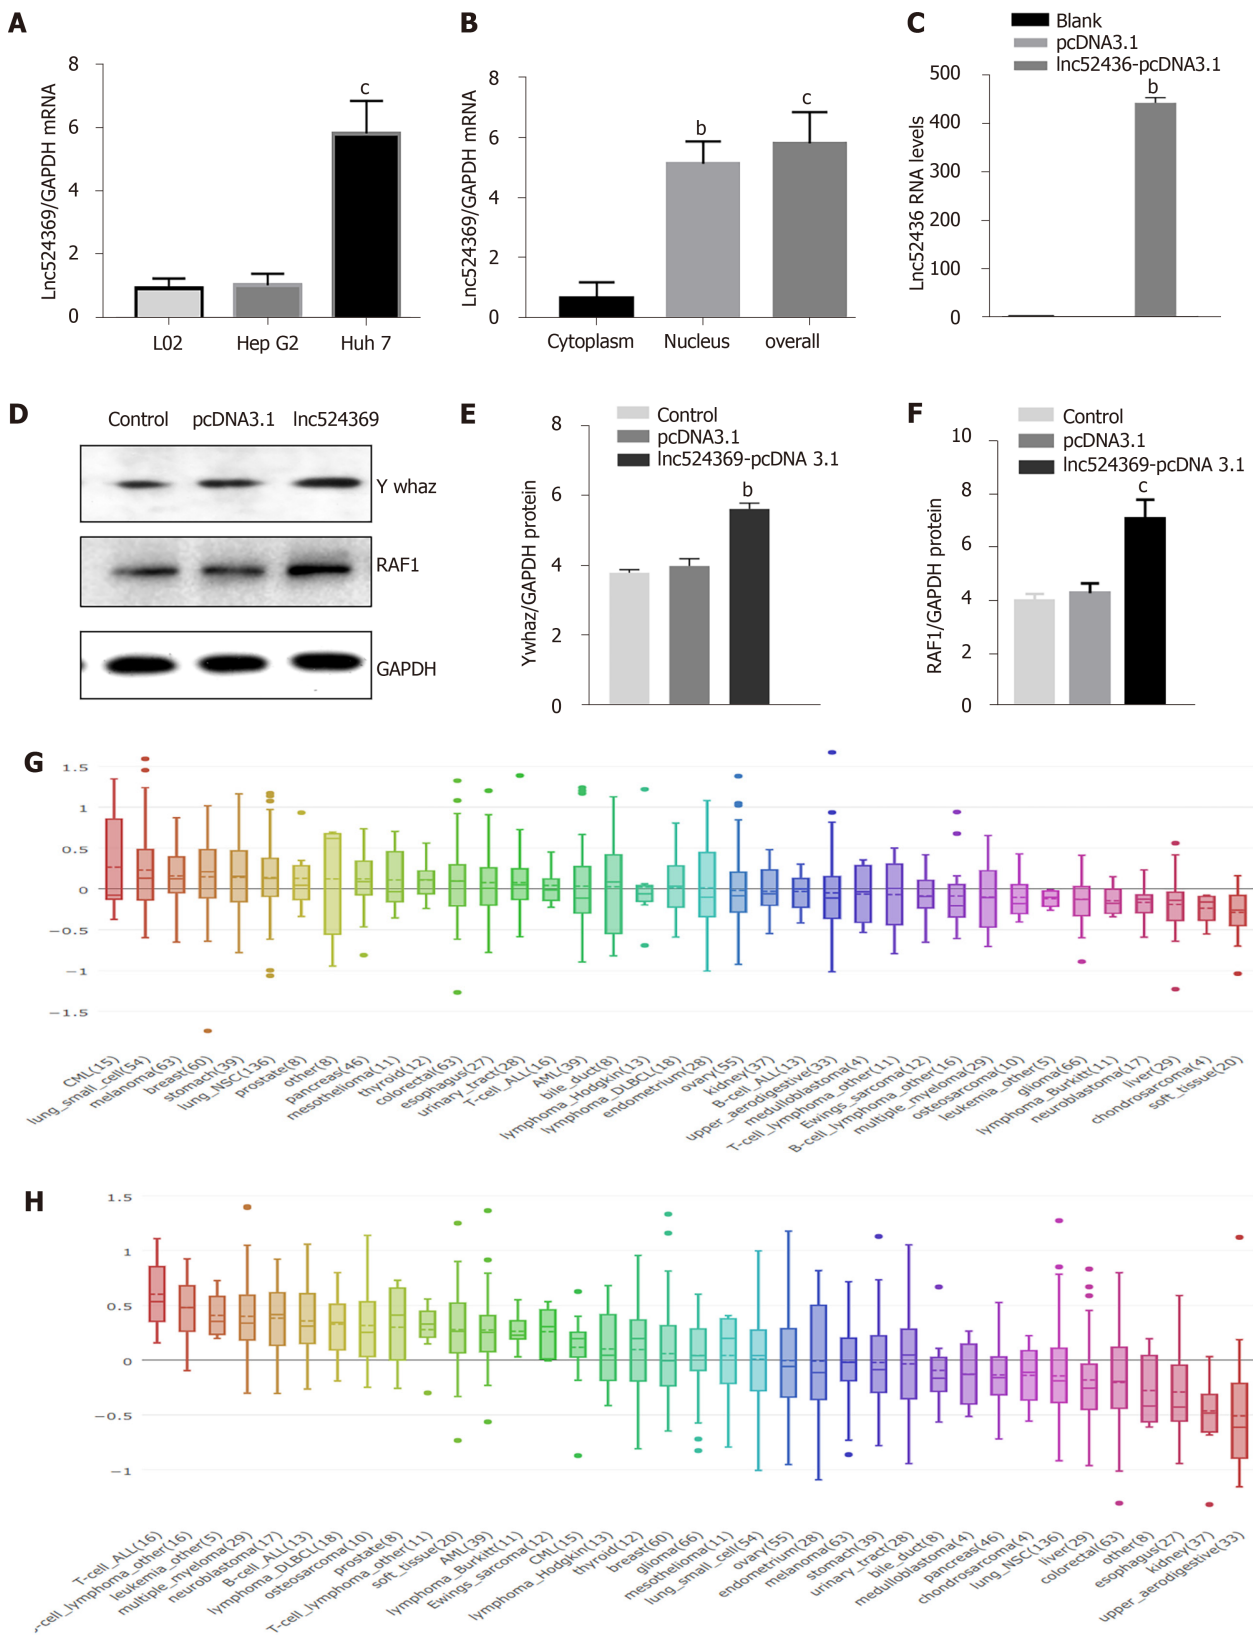 A
8
6
4
2
0
Lnc524369/GAPDH mRNA
c
L02 Hep G2 Huh 7
B
8
6
4
2
0
Lnc524369/GAPDH mRNA
b
c
Cytoplasm Nucleus overall
C
Blank
pcDNA3.1
lnc52436-pcDNA3.1
500
400
300
200
100
0
Lnc52436 RNA levels
b
D
Control pcDNA3.1 lnc524369
Y whaz
RAF1
GAPDH
E
Control
pcDNA3.1
lnc524369-pcDNA 3.1
8
6
4
2
0
Ywhaz/GAPDH protein
b
F
Control
pcDNA3.1
lnc524369-pcDNA 3.1
10
8
6
4
2
0
RAF1/GAPDH protein
c
G
1.5
1
0.5
0
−0.5
−1
−1.5
CML(15)
lung_small_cell(54)
melanoma(63)
breast(60)
stomach(39)
lung_NSC(136)
prostate(8)
other(8)
pancreas(46)
mesothelioma(11)
thyroid(12)
colorectal(63)
esophagus(27)
urinary_tract(28)
T-cell_ALL(16)
AML(39)
bile_duct(8)
lymphoma_Hodgkin(13)
lymphoma_DLBCL(18)
endometrium(28)
ovary(55)
kidney(37)
B-cell_ALL(13)
upper_aerodigestive(33)
medulloblastoma(4)
T-cell_lymphoma_other(11)
Ewings_sarcoma(12)
B-cell_lymphoma_other(16)
multiple_myeloma(29)
osteosarcoma(10)
leukemia_other(5)
glioma(66)
lymphoma_Burkitt(11)
neuroblastoma(17)
liver(29)
chondrosarcoma(4)
soft_tissue(20)
H
1.5
1
0.5
0
−0.5
−1
T-cell_ALL(16)
-cell_lymphoma_other(16)
leukemia_other(5)
multiple_myeloma(29)
neuroblastoma(17)
B-cell_ALL(13)
lymphoma_DLBCL(18)
osteosarcoma(10)
prostate(8)
T-cell_lymphoma_other(11)
soft_tissue(20)
AML(39)
lymphoma_Burkitt(11)
Ewings_sarcoma(12)
CML(15)
lymphoma_Hodgkin(13)
thyroid(12)
breast(60)
glioma(66)
mesothelioma(11)
lung_small_cell(54)
ovary(55)
endometrium(28)
melanoma(63)
stomach(39)
urinary_tract(28)
bile_duct(8)
medulloblastoma(4)
pancreas(46)
chondrosarcoma(4)
lung_NSC(136)
liver(29)
colorectal(63)
other(8)
esophagus(27)
kidney(37)
upper_aerodigestive(33)